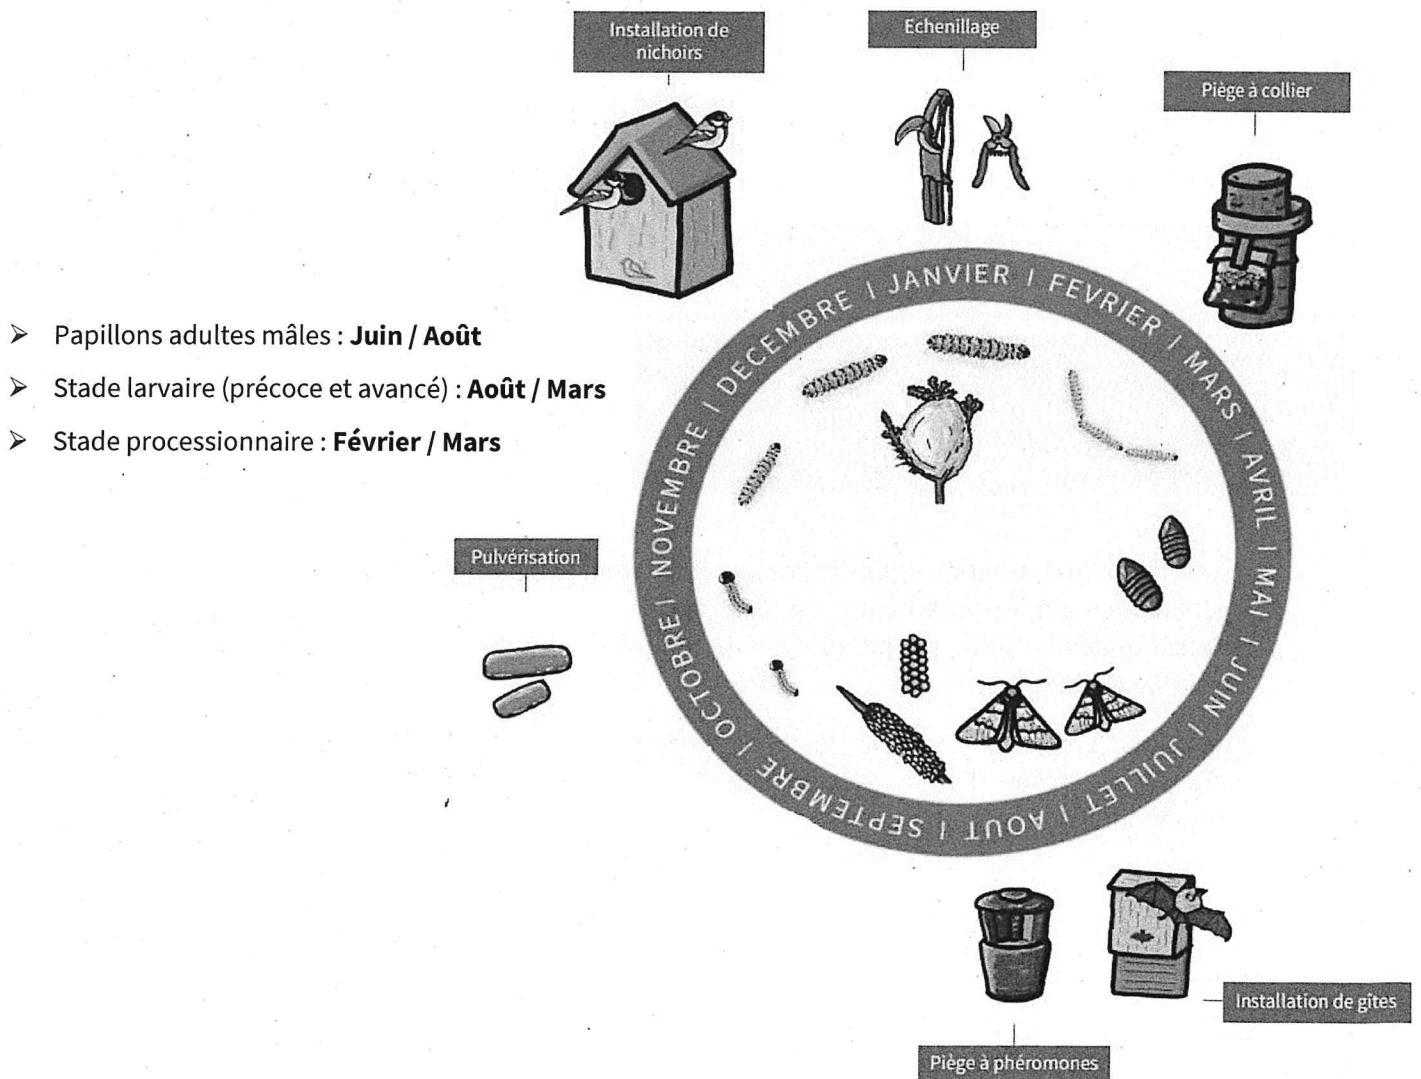 Installation de
nichoirs
Echenillage
Piège à collier
➢ Papillons adultes mâles : Juin / Août
➢ Stade larvaire (précoce et avancé) : Août / Mars
➢ Stade processionnaire : Février / Mars
JANVIER | FEVRIER | MARS | AVRIL | MAI | JUIN | JUILLET | AOUT | SEPTEMBRE | OCTOBRE | NOVEMBRE | DECEMBRE |
Pulvérisation
Installation de gîtes
Piège à phéromones